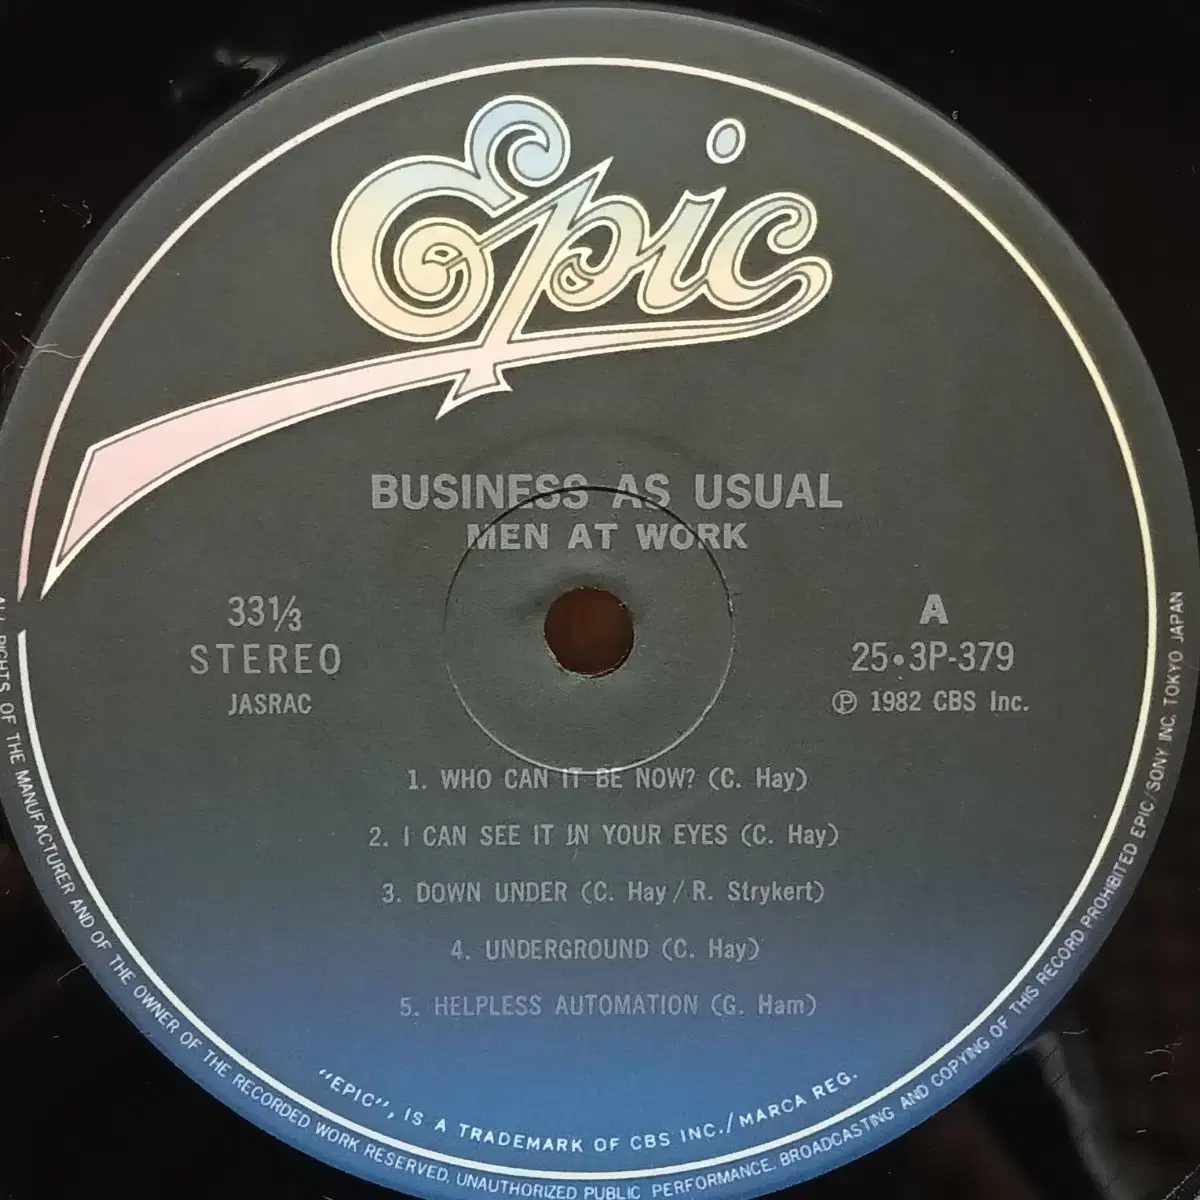 Epic
BUSINESS AS USUAL
MEN AT WORK
33⅓
STEREO
JASRAC
A
25•3P-379
Ⓟ 1982 CBS Inc.
1. WHO CAN IT BE NOW? (C. Hay)
2. I CAN SEE IT IN YOUR EYES (C. Hay)
3. DOWN UNDER (C. Hay / R. Strykert)
4. UNDERGROUND (C. Hay)
5. HELPLESS AUTOMATION (G. Ham)
"EPIC", IS A TRADEMARK OF CBS INC./MARCA REG.
ALL RIGHTS OF THE MANUFACTURER AND OF THE OWNER OF THE RECORDED WORK RESERVED. UNAUTHORIZED PUBLIC PERFORMANCE. BROADCASTING AND COPYING OF THIS RECORD PROHIBITED EPIC/SONY INC. TOKYO JAPAN